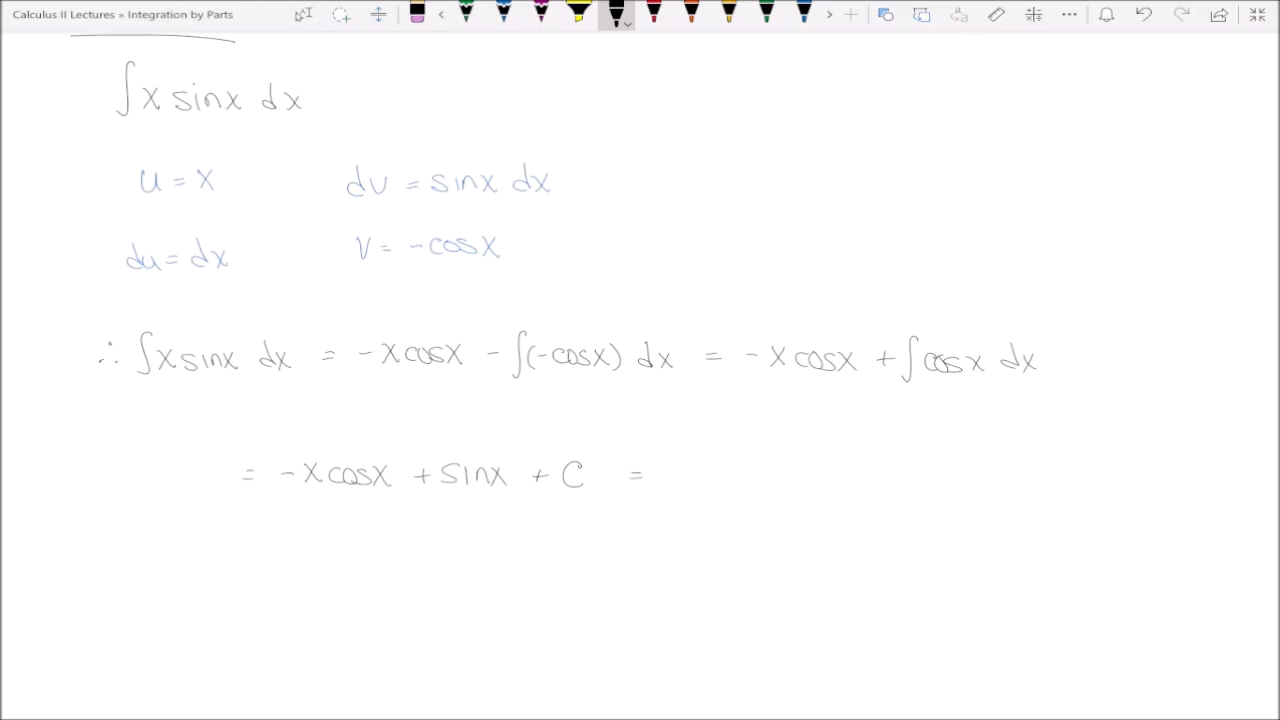 Calculus II Lectures » Integration by Parts
∫x sinx dx
u = x dv = sinx dx
du = dx v = -cosx
∴ ∫x sinx dx = -x cosx - ∫(-cosx) dx = -x cosx + ∫cosx dx
= -x cosx + sinx + C =